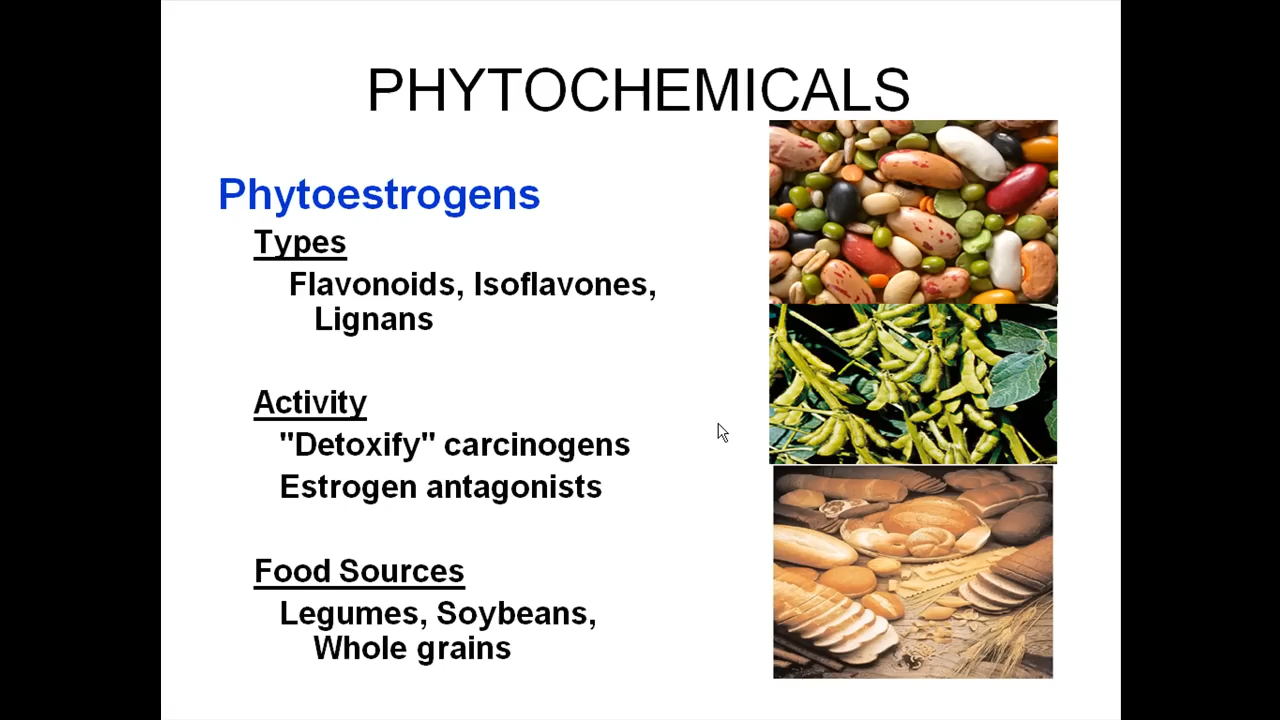 PHYTOCHEMICALS
Phytoestrogens
Types
Flavonoids, Isoflavones,
Lignans
Activity
"Detoxify" carcinogens
Estrogen antagonists
Food Sources
Legumes, Soybeans,
Whole grains